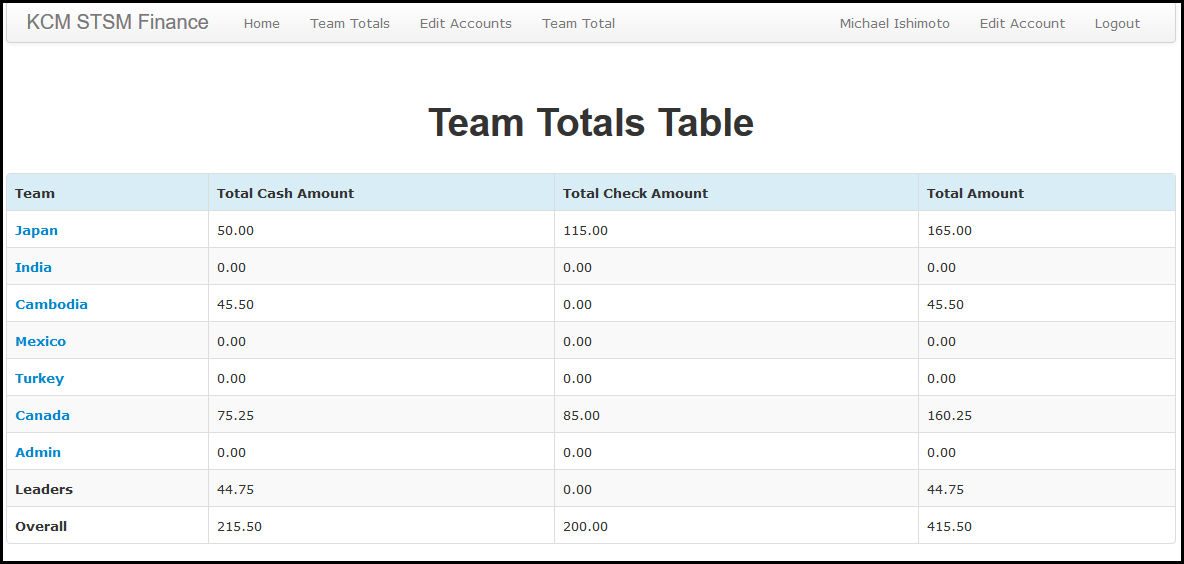 KCM STSM Finance Home Team Totals Edit Accounts Team Total Michael Ishimoto Edit Account Logout
Team Totals Table
Team Total Cash Amount Total Check Amount Total Amount
Japan 50.00 115.00 165.00
India 0.00 0.00 0.00
Cambodia 45.50 0.00 45.50
Mexico 0.00 0.00 0.00
Turkey 0.00 0.00 0.00
Canada 75.25 85.00 160.25
Admin 0.00 0.00 0.00
Leaders 44.75 0.00 44.75
Overall 215.50 200.00 415.50